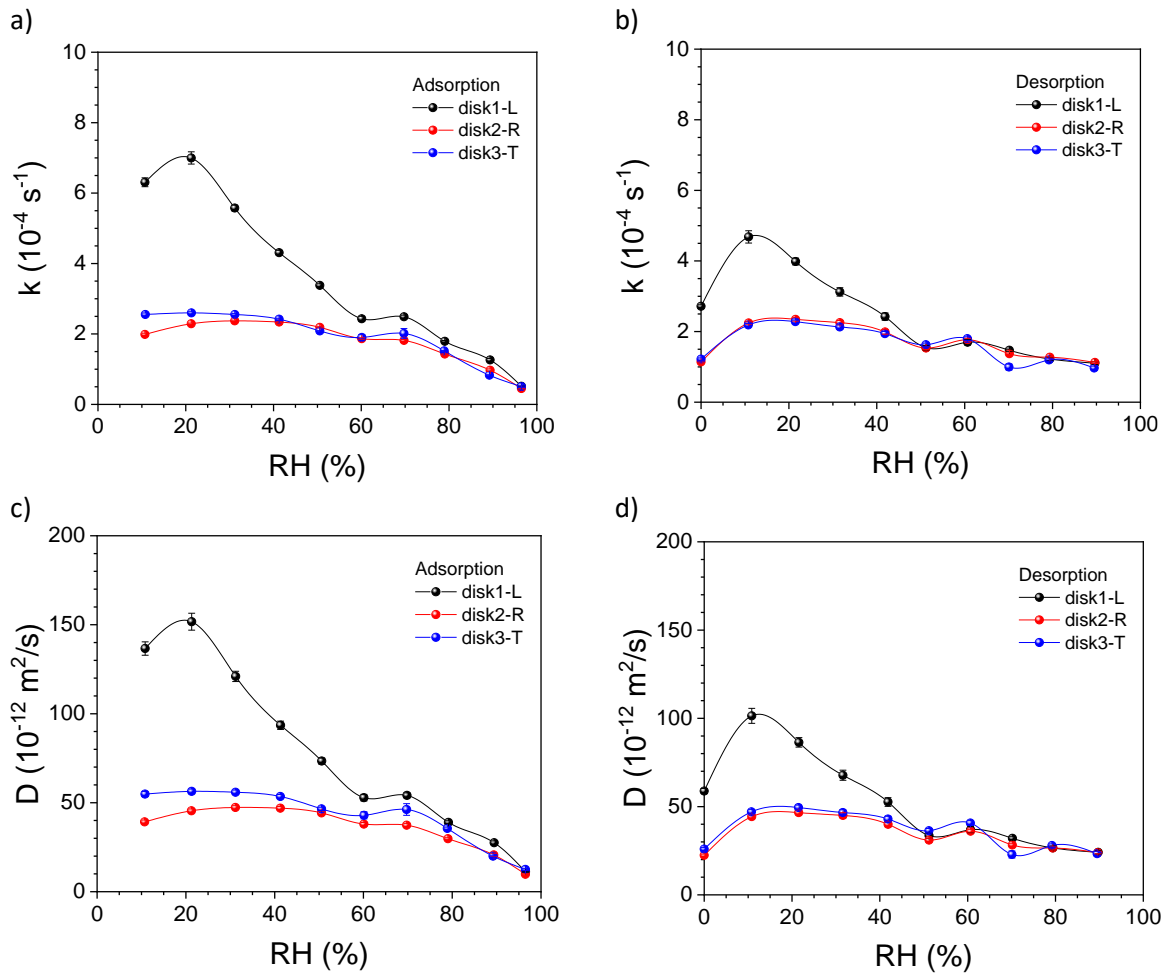 a)
10
8
6
4
2
0
k (10⁻⁴ s⁻¹)
Adsorption
disk1-L
disk2-R
disk3-T
0 20 40 60 80 100
RH (%)
b)
10
8
6
4
2
0
k (10⁻⁴ s⁻¹)
Desorption
disk1-L
disk2-R
disk3-T
0 20 40 60 80 100
RH (%)
c)
200
150
100
50
0
D (10⁻¹² m²/s)
Adsorption
disk1-L
disk2-R
disk3-T
0 20 40 60 80 100
RH (%)
d)
200
150
100
50
0
D (10⁻¹² m²/s)
Desorption
disk1-L
disk2-R
disk3-T
0 20 40 60 80 100
RH (%)